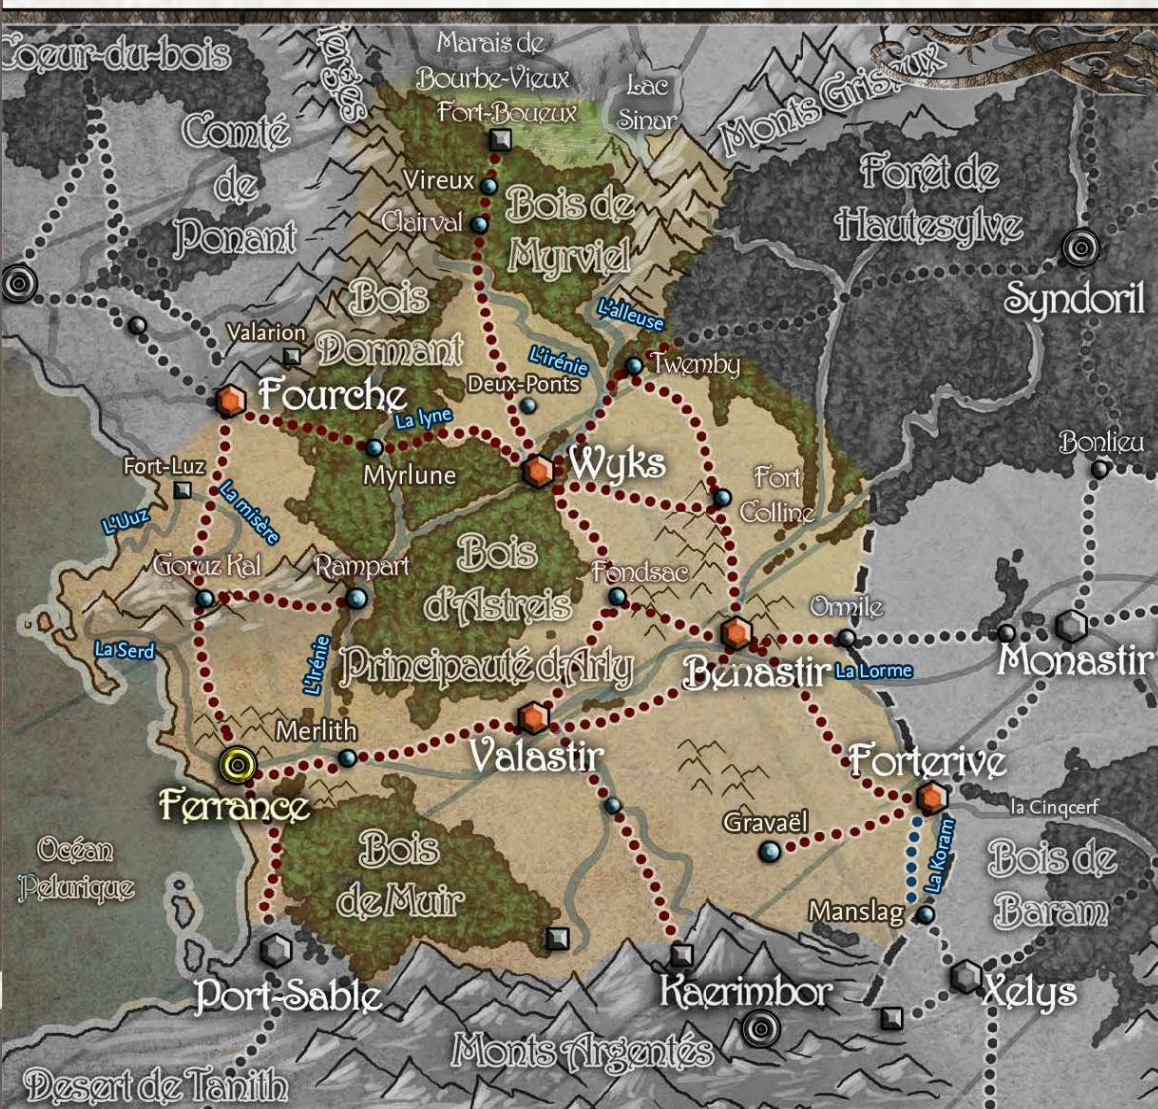 Coeur-du-bois
Marais de
Bourbe-Vieux
Fort-Boueux
Lac
Sinar
Monts Griseux
Comté
de
Ponant
Vireux
Clairval
Bois de
Myrviel
Forêt de
Hautesylve
Syndoril
Bois
Dormant
Valarion
L'alleuse
L'irénie
Twemby
Fourche
Deux-Ponts
La lyne
Myrlune
Wyks
Bonlieu
Fort-Luz
La misère
L'Uuz
Fort
Colline
Goruz Kal
Rampart
Bois
d'Astreis
Fondsac
Ormile
La Serd
L'Irénie
Principauté d'Arly
Benastir
La Lorme
Monastir
Merlith
Valastir
Forterive
Ferrance
la Cinqcerf
Gravaël
La Koram
Océan
Pelurique
Bois
de Muir
Bois de
Baram
Manslag
Port-Sable
Kaerimbor
Xelys
Monts Argentés
Desert de Tanith